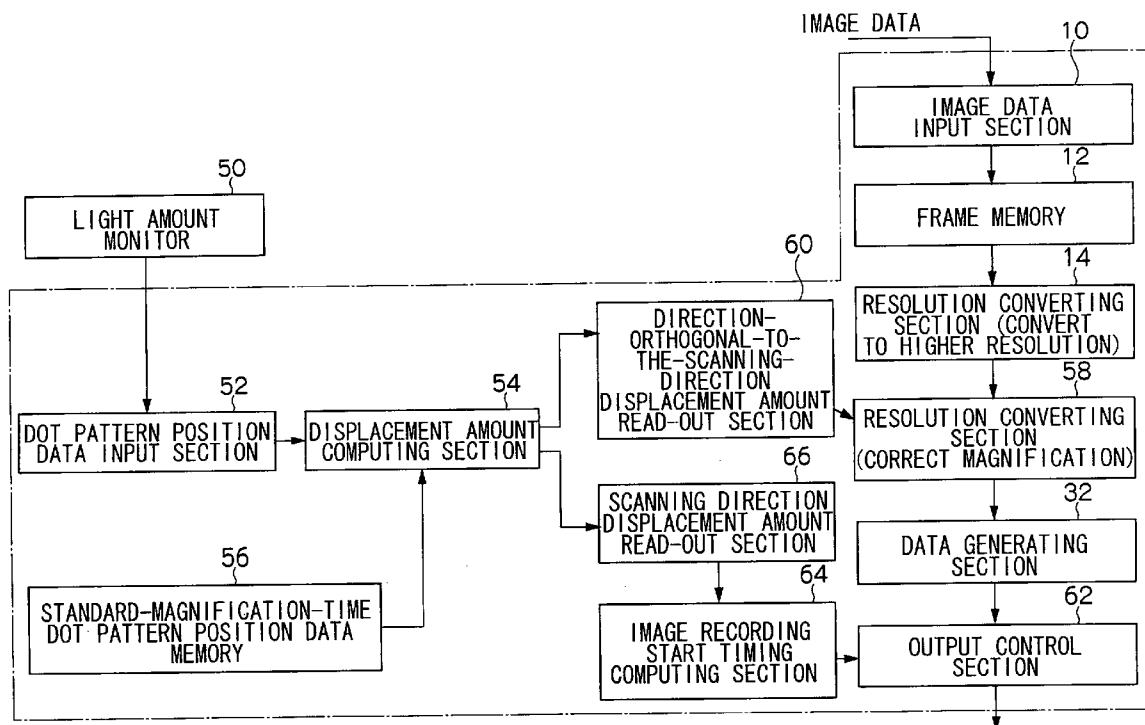 IMAGE DATA
10
IMAGE DATA
INPUT SECTION
12
FRAME MEMORY
14
RESOLUTION CONVERTING
SECTION (CONVERT
TO HIGHER RESOLUTION)
50
LIGHT AMOUNT
MONITOR
60
DIRECTION-
ORTHOGONAL-TO-
THE-SCANNING-
DIRECTION
DISPLACEMENT AMOUNT
READ-OUT SECTION
58
RESOLUTION CONVERTING
SECTION
(CORRECT MAGNIFICATION)
52
DOT PATTERN POSITION
DATA INPUT SECTION
54
DISPLACEMENT AMOUNT
COMPUTING SECTION
66
SCANNING DIRECTION
DISPLACEMENT AMOUNT
READ-OUT SECTION
32
DATA GENERATING
SECTION
56
STANDARD-MAGNIFICATION-TIME
DOT PATTERN POSITION DATA
MEMORY
64
IMAGE RECORDING
START TIMING
COMPUTING SECTION
62
OUTPUT CONTROL
SECTION